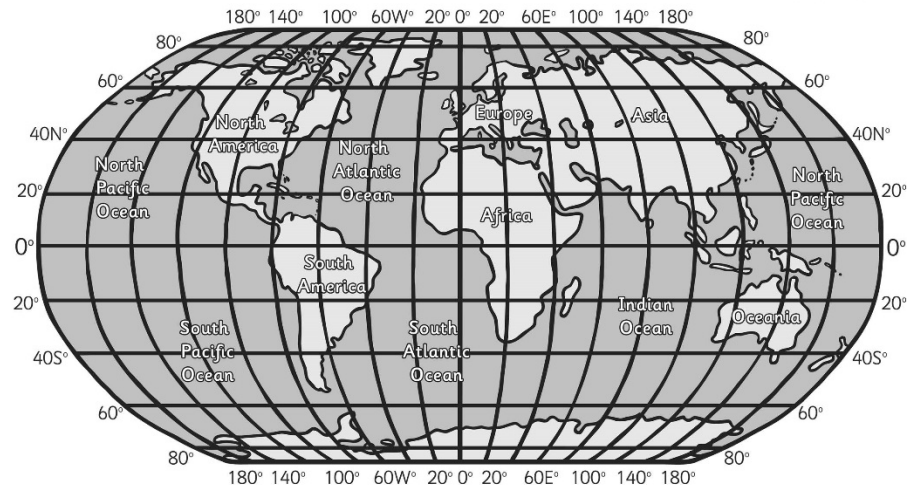 180° 140° 100° 60W° 20° 0° 20° 60E° 100° 140° 180°
80° 80°
60° 60°
40N° 40N°
20° 20°
0° 0°
20° 20°
40S° 40S°
60° 60°
80° 80°
180° 140° 100° 60W° 20° 0° 20° 60E° 100° 140° 180°
North
America
Europe
Asia
North
Pacific
Ocean
North
Atlantic
Ocean
Africa
North
Pacific
Ocean
South
America
South
Pacific
Ocean
South
Atlantic
Ocean
Indian
Ocean
Oceania